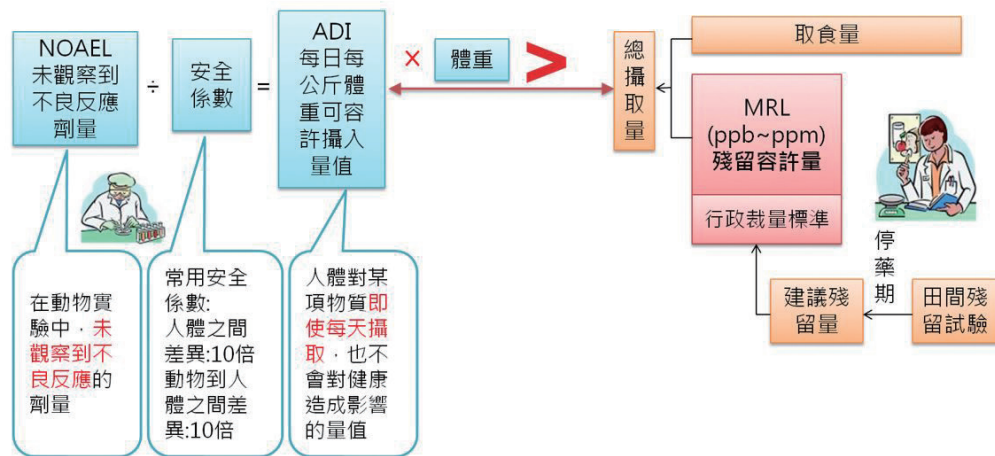 NOAEL
未觀察到
不良反應
劑量
÷
安全
係數
=
ADI
每日每
公斤體
重可容
許攝入
量值
×
體重
>
總
攝
取
量
取食量
MRL
(ppb~ppm)
殘留容許量
行政裁量標準
停
藥
期
建議殘
留量
田間殘
留試驗
在動物實
驗中，未
觀察到不
良反應的
劑量
常用安全
係數:
人體之間
差異:10倍
動物到人
體之間差
異:10倍
人體對某
項物質即
使每天攝
取，也不
會對健康
造成影響
的量值